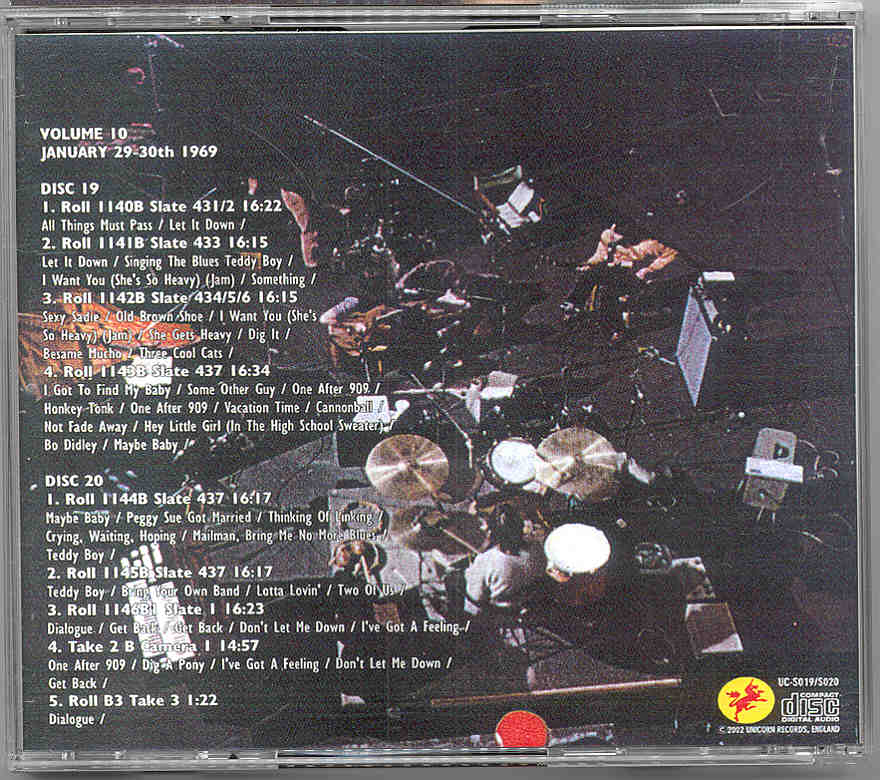 VOLUME 10
JANUARY 29-30th 1969
DISC 19
1. Roll 1140B Slate 431/2 16:22
All Things Must Pass / Let It Down /
2. Roll 1141B Slate 433 16:15
Let It Down / Singing The Blues Teddy Boy /
I Want You (She's So Heavy) (Jam) / Something /
3. Roll 1142B Slate 434/5/6 16:15
Sexy Sadie / Old Brown Shoe / I Want You (She's
So Heavy) (Jam) / She Gets Heavy / Dig It /
Besame Mucho / Three Cool Cats /
4. Roll 1143B Slate 437 16:34
I Got To Find My Baby / Some Other Guy / One After 909 /
Honkey Tonk / One After 909 / Vacation Time / Cannonball /
Not Fade Away / Hey Little Girl (In The High School Sweater) /
Bo Didley / Maybe Baby /
DISC 20
1. Roll 1144B Slate 437 16:17
Maybe Baby / Peggy Sue Got Married / Thinking Of Linking /
Crying, Waiting, Hoping / Mailman, Bring Me No More Blues /
Teddy Boy /
2. Roll 1145B Slate 437 16:17
Teddy Boy / Bring Your Own Band / Lotta Lovin' / Two Of Us /
3. Roll 1146B1 Slate 1 16:23
Dialogue / Get Back / Get Back / Don't Let Me Down / I've Got A Feeling /
4. Take 2 B Camera 1 14:57
One After 909 / Dig A Pony / I've Got A Feeling / Don't Let Me Down /
Get Back /
5. Roll B3 Take 3 1:22
Dialogue /
UC-S019/S020
COMPACT
disc
DIGITAL AUDIO
© 2002 UNICORN RECORDS, ENGLAND